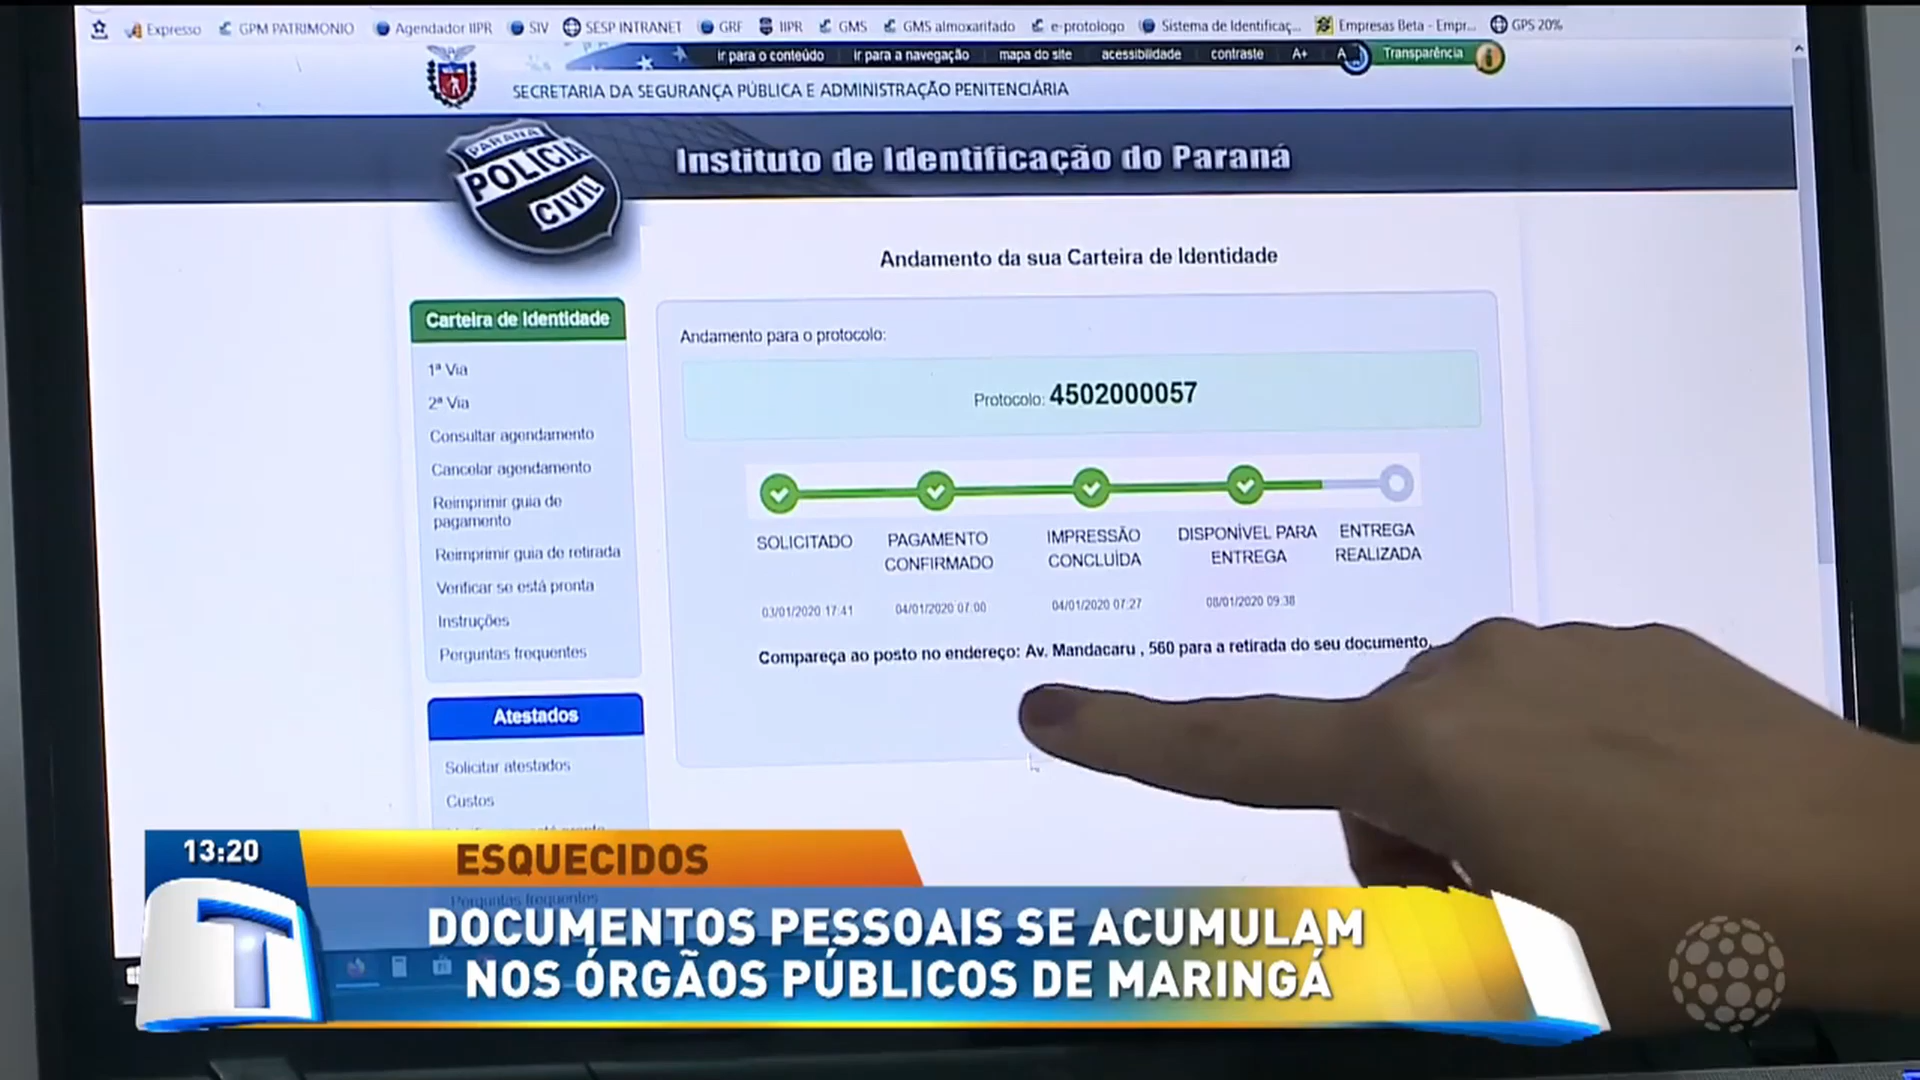 Expresso GPM PATRIMONIO Agendador IIPR SIV SESP INTRANET GRF IIPR GMS GMS almoxarifado e-protologo Sistema de Identificaç... Empresas Beta - Empr... GPS 20%
ir para o conteúdo ir para a navegação mapa do site acessibilidade contraste A+ A Transparência
SECRETARIA DA SEGURANÇA PÚBLICA E ADMINISTRAÇÃO PENITENCIÁRIA
PARANÁ
POLÍCIA
CIVIL
Instituto de Identificação do Paraná
Andamento da sua Carteira de Identidade
Carteira de Identidade
1ª Via
2ª Via
Consultar agendamento
Cancelar agendamento
Reimprimir guia de
pagamento
Reimprimir guia de retirada
Verificar se está pronta
Instruções
Perguntas frequentes
Atestados
Solicitar atestados
Custos
Perguntas frequentes
Andamento para o protocolo:
Protocolo: 4502000057
SOLICITADO
03/01/2020 17:41
PAGAMENTO
CONFIRMADO
04/01/2020 07:00
IMPRESSÃO
CONCLUÍDA
04/01/2020 07:27
DISPONÍVEL PARA
ENTREGA
08/01/2020 09:38
ENTREGA
REALIZADA
Compareça ao posto no endereço: Av. Mandacaru , 560 para a retirada do seu documento.
13:20
T
ESQUECIDOS
DOCUMENTOS PESSOAIS SE ACUMULAM
NOS ÓRGÃOS PÚBLICOS DE MARINGÁ